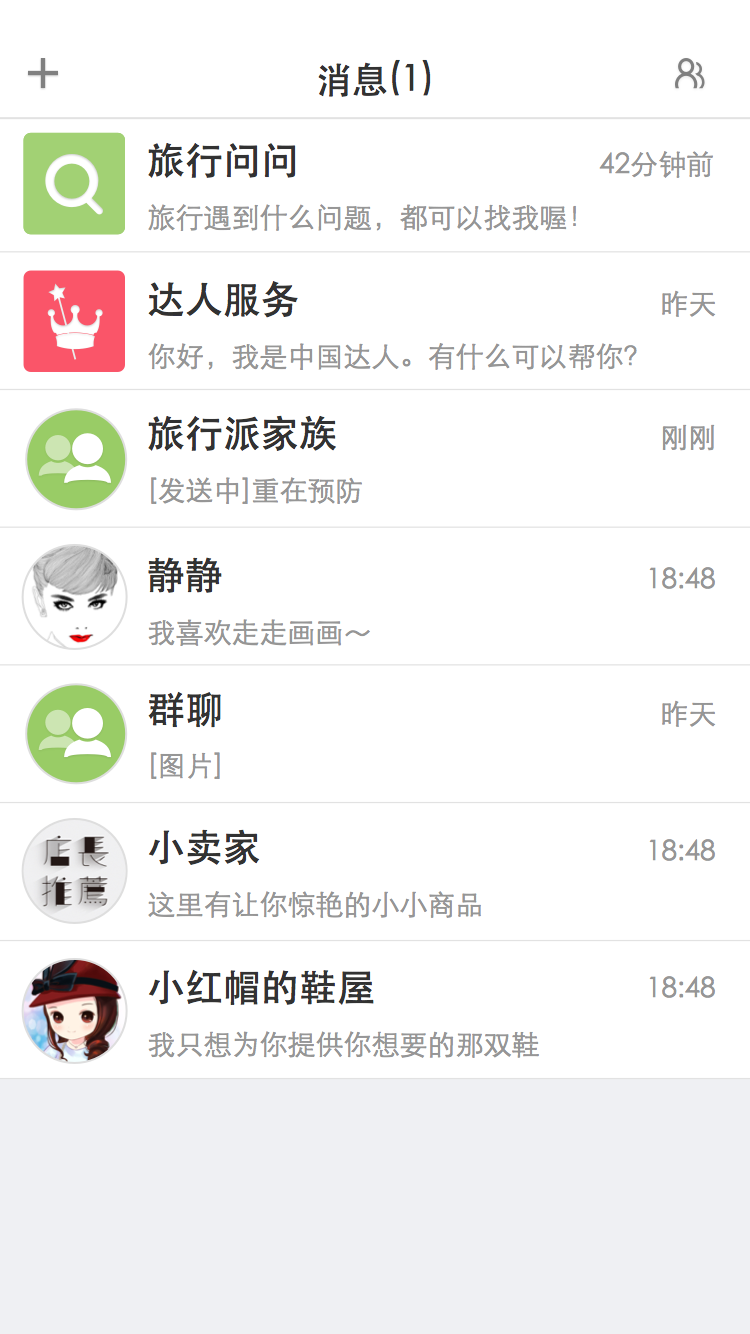 消息(1)
旅行问问
42分钟前
旅行遇到什么问题，都可以找我喔！
达人服务
昨天
你好，我是中国达人。有什么可以帮你?
旅行派家族
刚刚
[发送中]重在预防
静静
18:48
我喜欢走走画画～
群聊
昨天
[图片]
店長
推薦
小卖家
18:48
这里有让你惊艳的小小商品
小红帽的鞋屋
18:48
我只想为你提供你想要的那双鞋